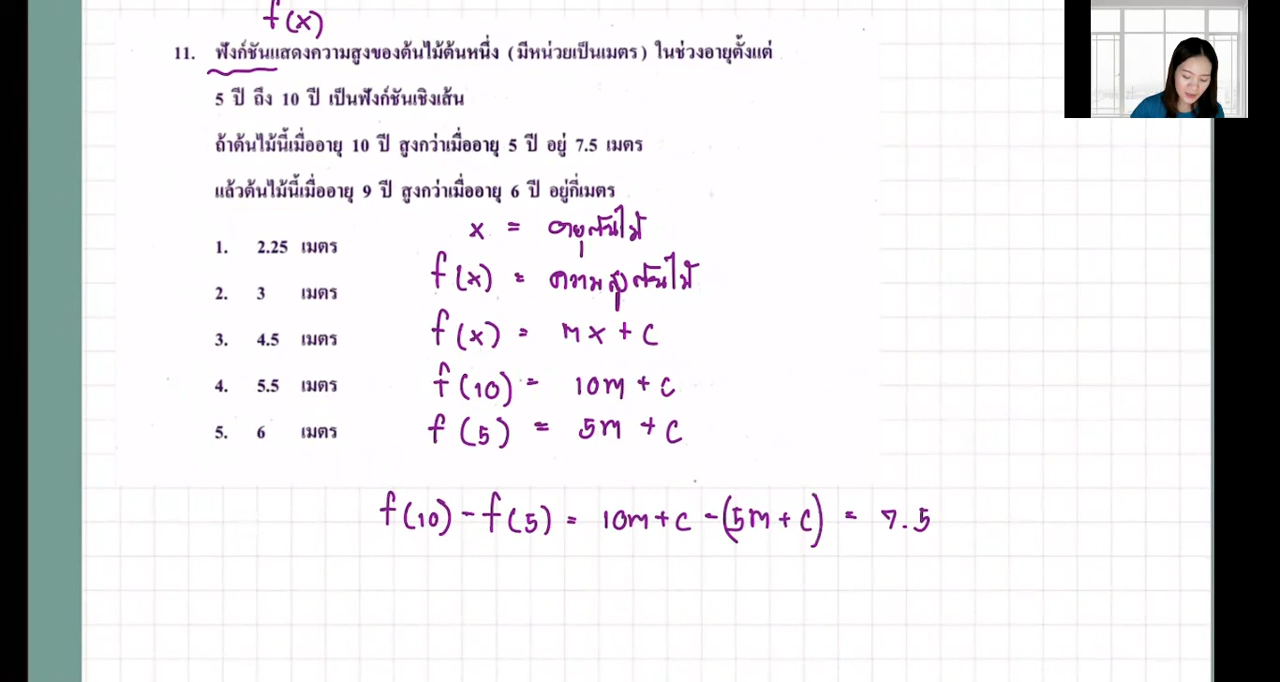 f(x)
11. ฟังก์ชันแสดงความสูงของต้นไม้ต้นหนึ่ง (มีหน่วยเป็นเมตร) ในช่วงอายุตั้งแต่
5 ปี ถึง 10 ปี เป็นฟังก์ชันเชิงเส้น
ถ้าต้นไม้นี้เมื่ออายุ 10 ปี สูงกว่าเมื่ออายุ 5 ปี อยู่ 7.5 เมตร
แล้วต้นไม้นี้เมื่ออายุ 9 ปี สูงกว่าเมื่ออายุ 6 ปี อยู่กี่เมตร
1. 2.25 เมตร
2. 3 เมตร
3. 4.5 เมตร
4. 5.5 เมตร
5. 6 เมตร
x = อายุต้นไม้
f(x) = ความสูงต้นไม้
f(x) = mx + c
f(10) = 10m + c
f(5) = 5m + c
f(10) - f(5) = 10m + c - (5m + c) = 7.5